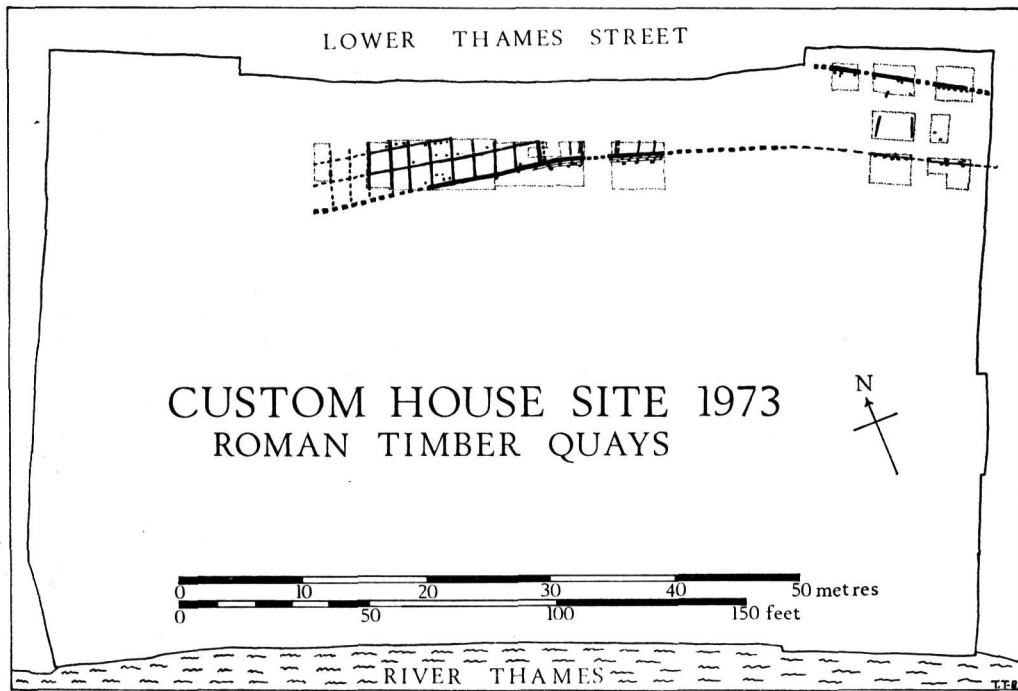 LOWER THAMES STREET
CUSTOM HOUSE SITE 1973
ROMAN TIMBER QUAYS
N
0 10 20 30 40 50 metres
0 50 100 150 feet
RIVER THAMES
T.T-B